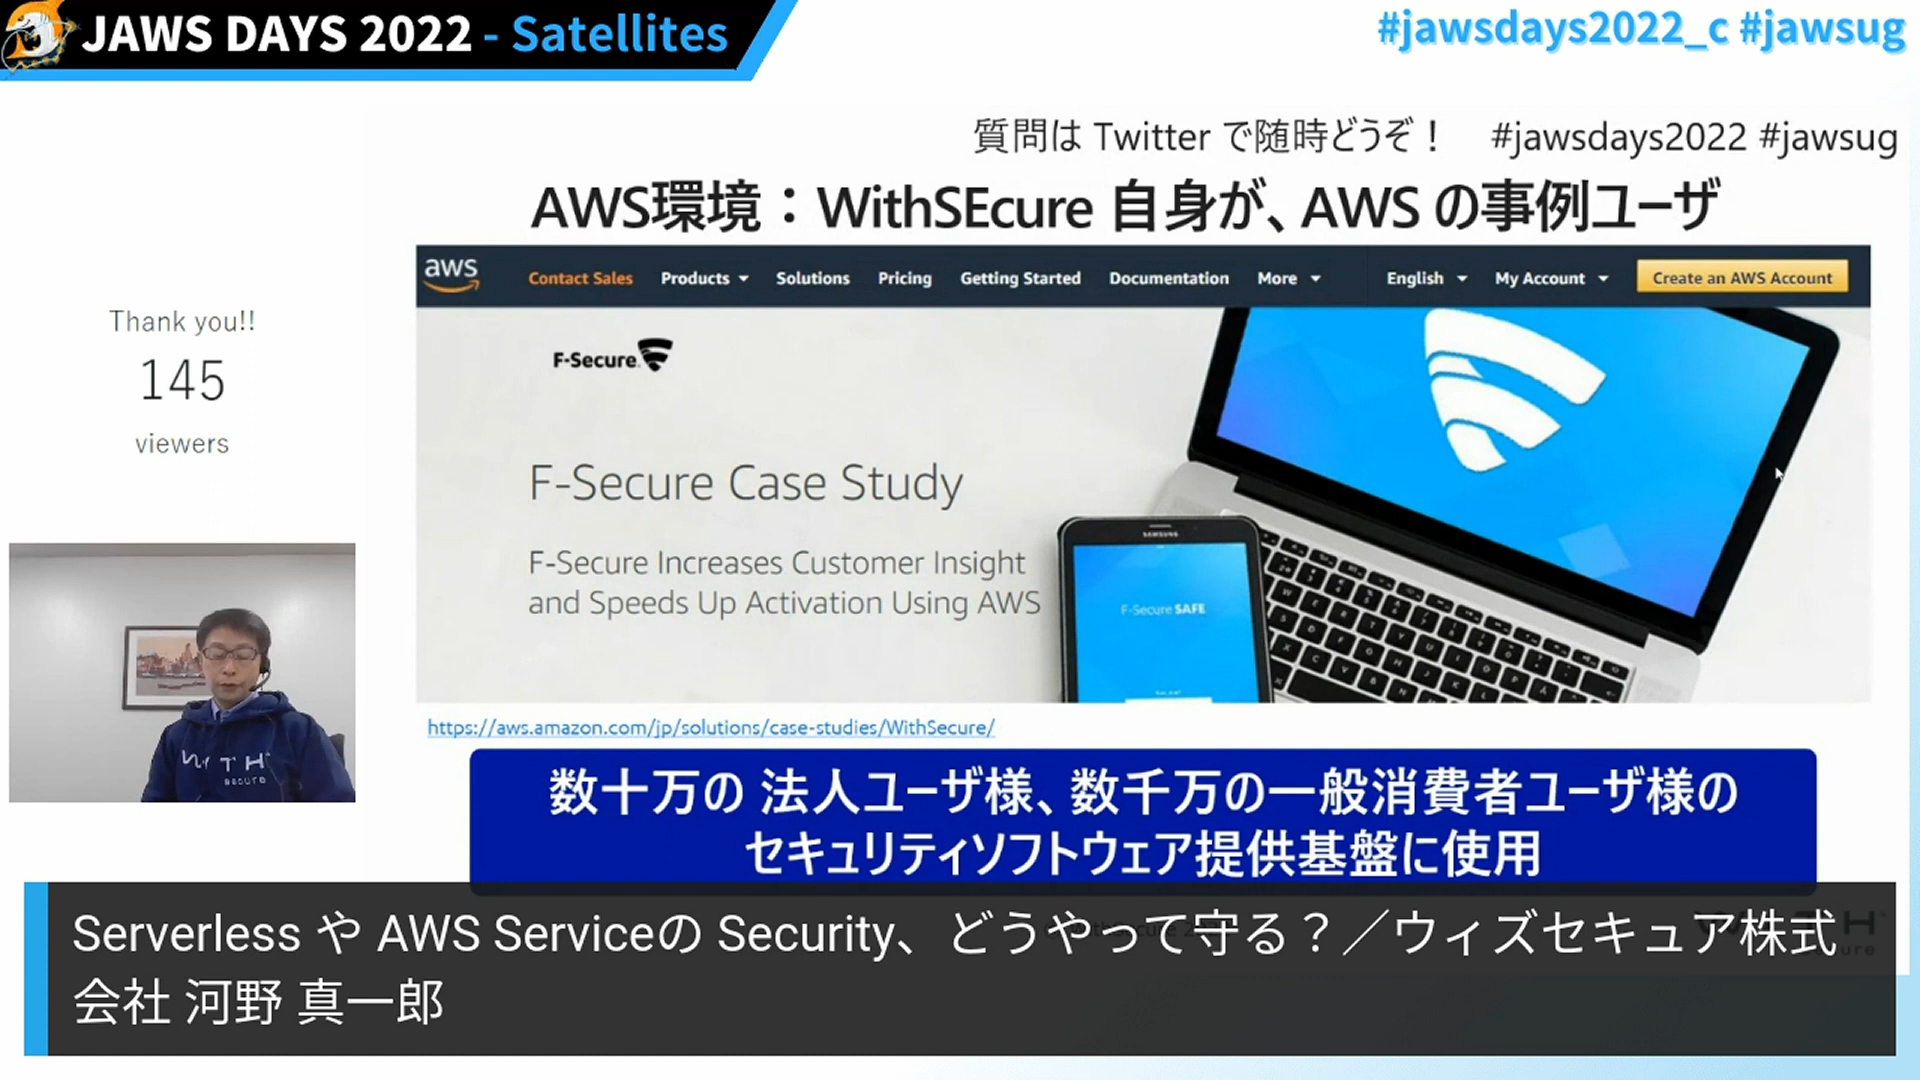 JAWS DAYS 2022 - Satellites
#jawsdays2022_c #jawsug
質問は Twitter で随時どうぞ！ #jawsdays2022 #jawsug
AWS環境：WithSEcure 自身が、AWS の事例ユーザ
aws Contact Sales Products Solutions Pricing Getting Started Documentation More English My Account Create an AWS Account
Thank you!!
145
viewers
F-Secure
F-Secure Case Study
F-Secure Increases Customer Insight
and Speeds Up Activation Using AWS
SAMSUNG
F-Secure SAFE
W/TH
secure
https://aws.amazon.com/jp/solutions/case-studies/WithSecure/
数十万の 法人ユーザ様、数千万の一般消費者ユーザ様の
セキュリティソフトウェア提供基盤に使用
Serverless や AWS Serviceの Security、どうやって守る？／ウィズセキュア株式
会社 河野 真一郎